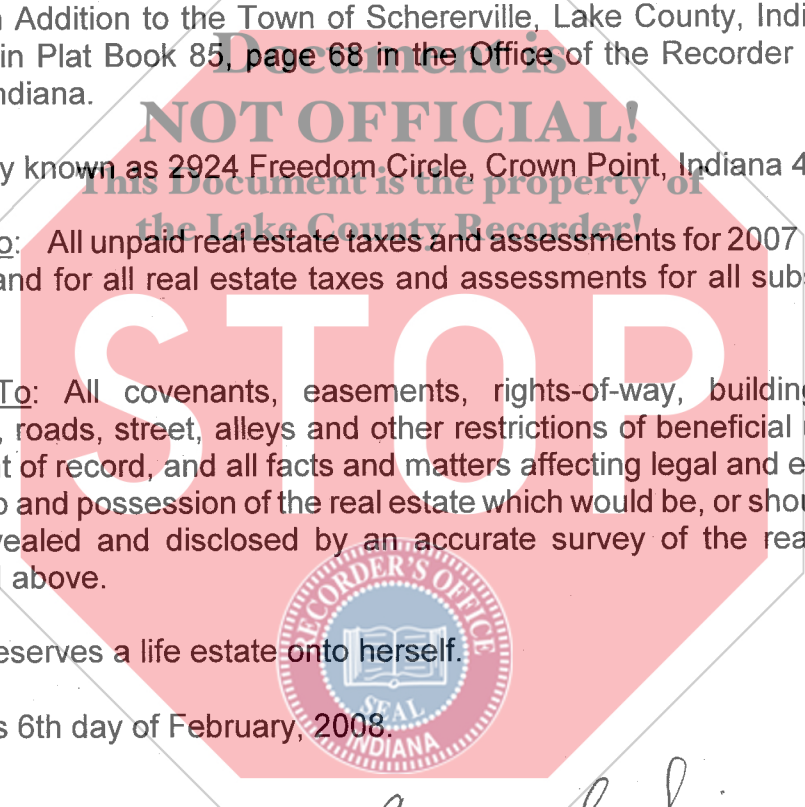 Addition to the Town of Schererville, Lake County, Indi
in Plat Book 85, page 68 in the Office of the Recorder
ndiana.
y known as 2924 Freedom Circle, Crown Point, Indiana 4
o: All unpaid real estate taxes and assessments for 2007
and for all real estate taxes and assessments for all subs
To: All covenants, easements, rights-of-way, building
, roads, street, alleys and other restrictions of beneficial
t of record, and all facts and matters affecting legal and e
o and possession of the real estate which would be, or shou
vealed and disclosed by an accurate survey of the rea
above.
eserves a life estate onto herself.
s 6th day of February, 2008.
Document is
NOT OFFICIAL!
This Document is the property of
the Lake County Recorder!
STOP
RECORDER'S OFFICE
SEAL
INDIANA